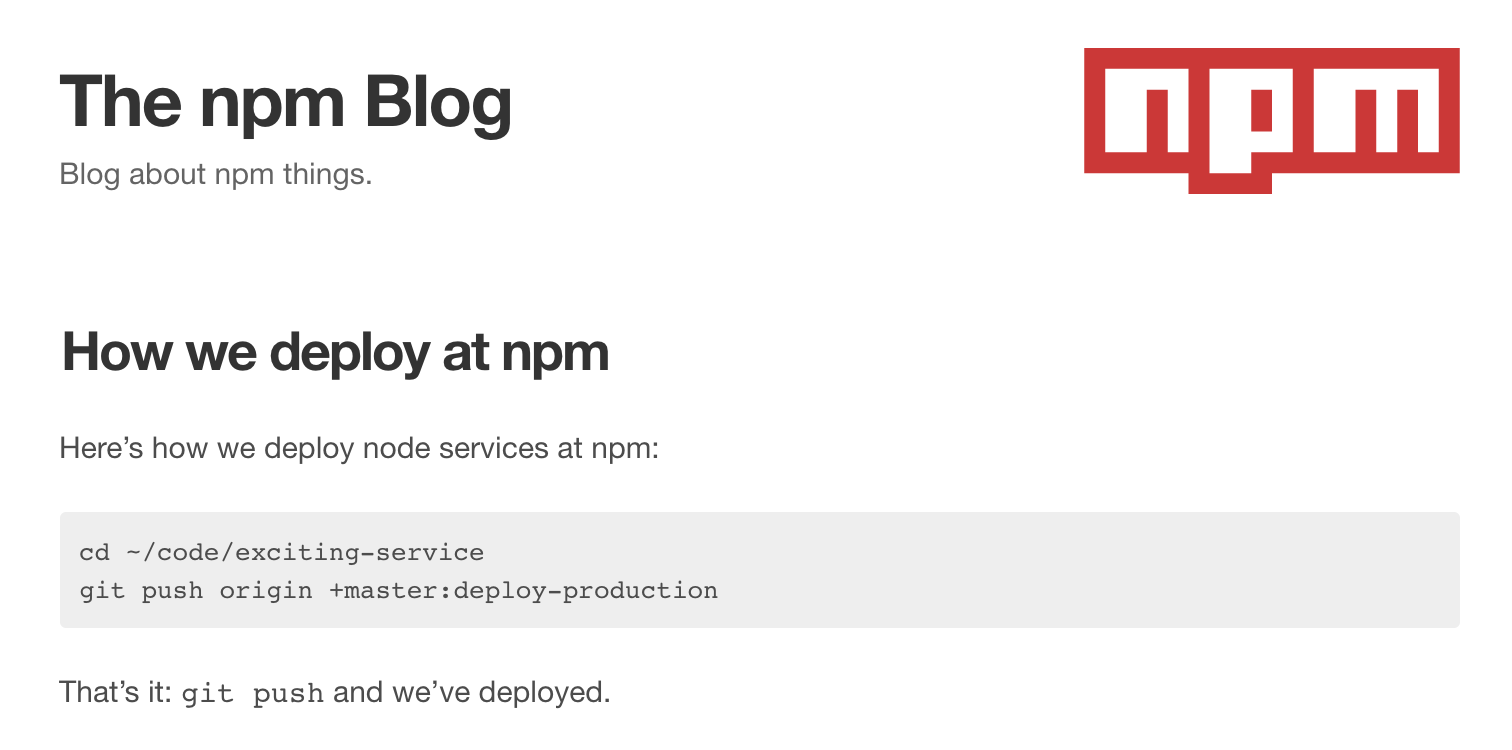 The npm Blog
npm
Blog about npm things.
How we deploy at npm
Here’s how we deploy node services at npm:
cd ~/code/exciting-service
git push origin +master:deploy-production
That’s it: git push and we’ve deployed.